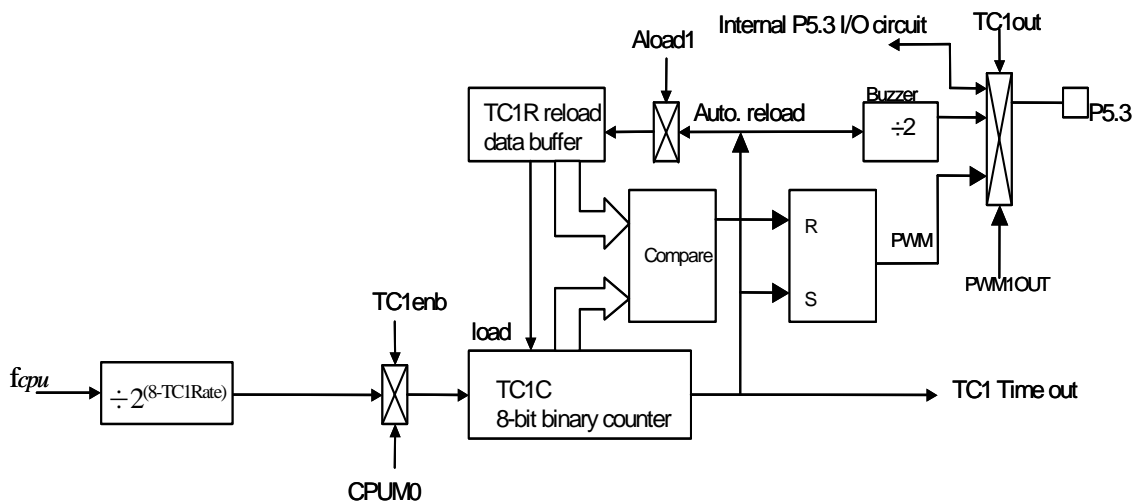 Internal P5.3 I/O circuit
TC1out
Aload1
TC1R reload
data buffer
Auto. reload
Buzzer
÷2
P5.3
Compare
R
S
PWM
PWM1OUT
TC1enb
load
fcpu
÷2(8-TC1Rate)
TC1C
8-bit binary counter
TC1 Time out
CPUM0